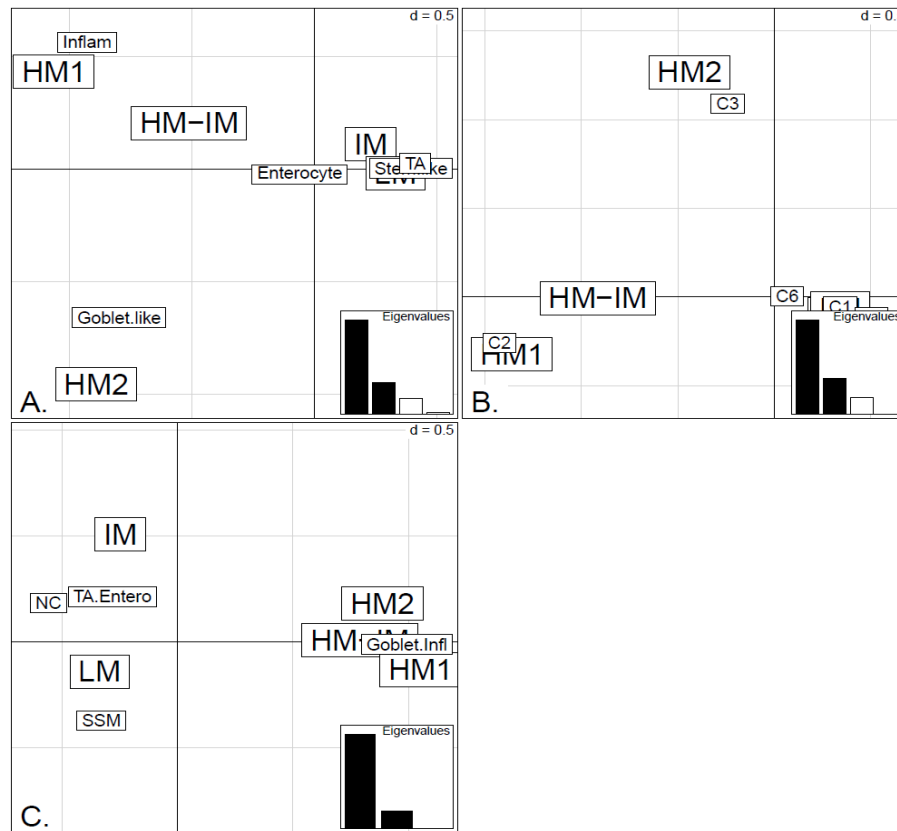 d = 0.5
Inflam
HM1
HM−IM
IM
TA
Enterocyte
Goblet.like
HM2
Eigenvalues
A.
HM2
C3
HM−IM
C6
C1
C2
HM1
Eigenvalues
B.
d = 0.5
IM
NC
TA.Entero
HM2
Goblet.Infl
HM1
LM
SSM
Eigenvalues
C.